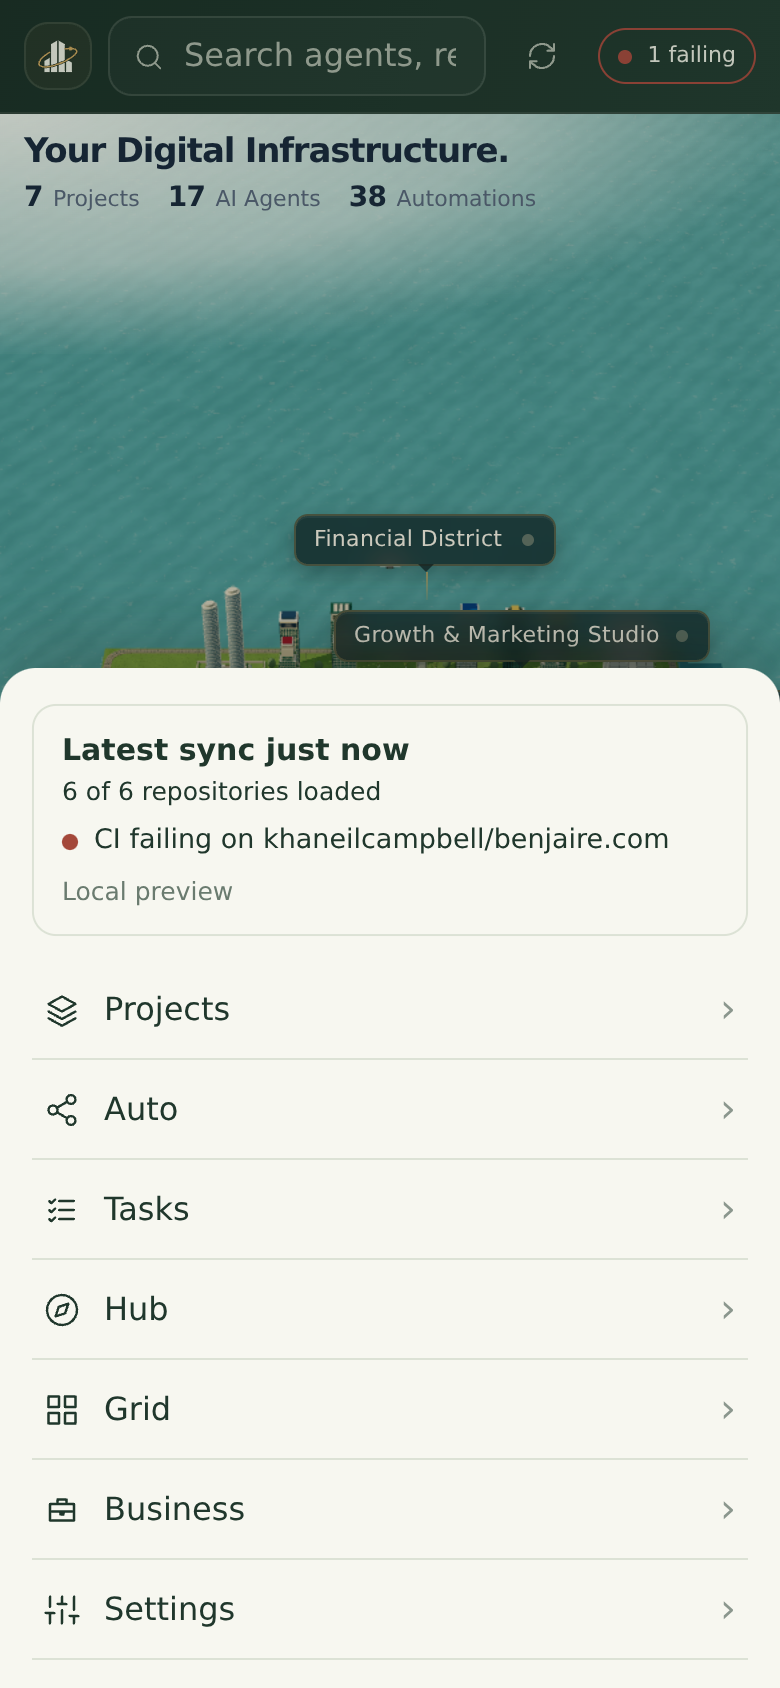 Search agents, re
1 failing
Your Digital Infrastructure.
7 Projects 17 AI Agents 38 Automations
Financial District
Growth & Marketing Studio
Latest sync just now
6 of 6 repositories loaded
CI failing on khaneilcampbell/benjaire.com
Local preview
Projects
Auto
Tasks
Hub
Grid
Business
Settings